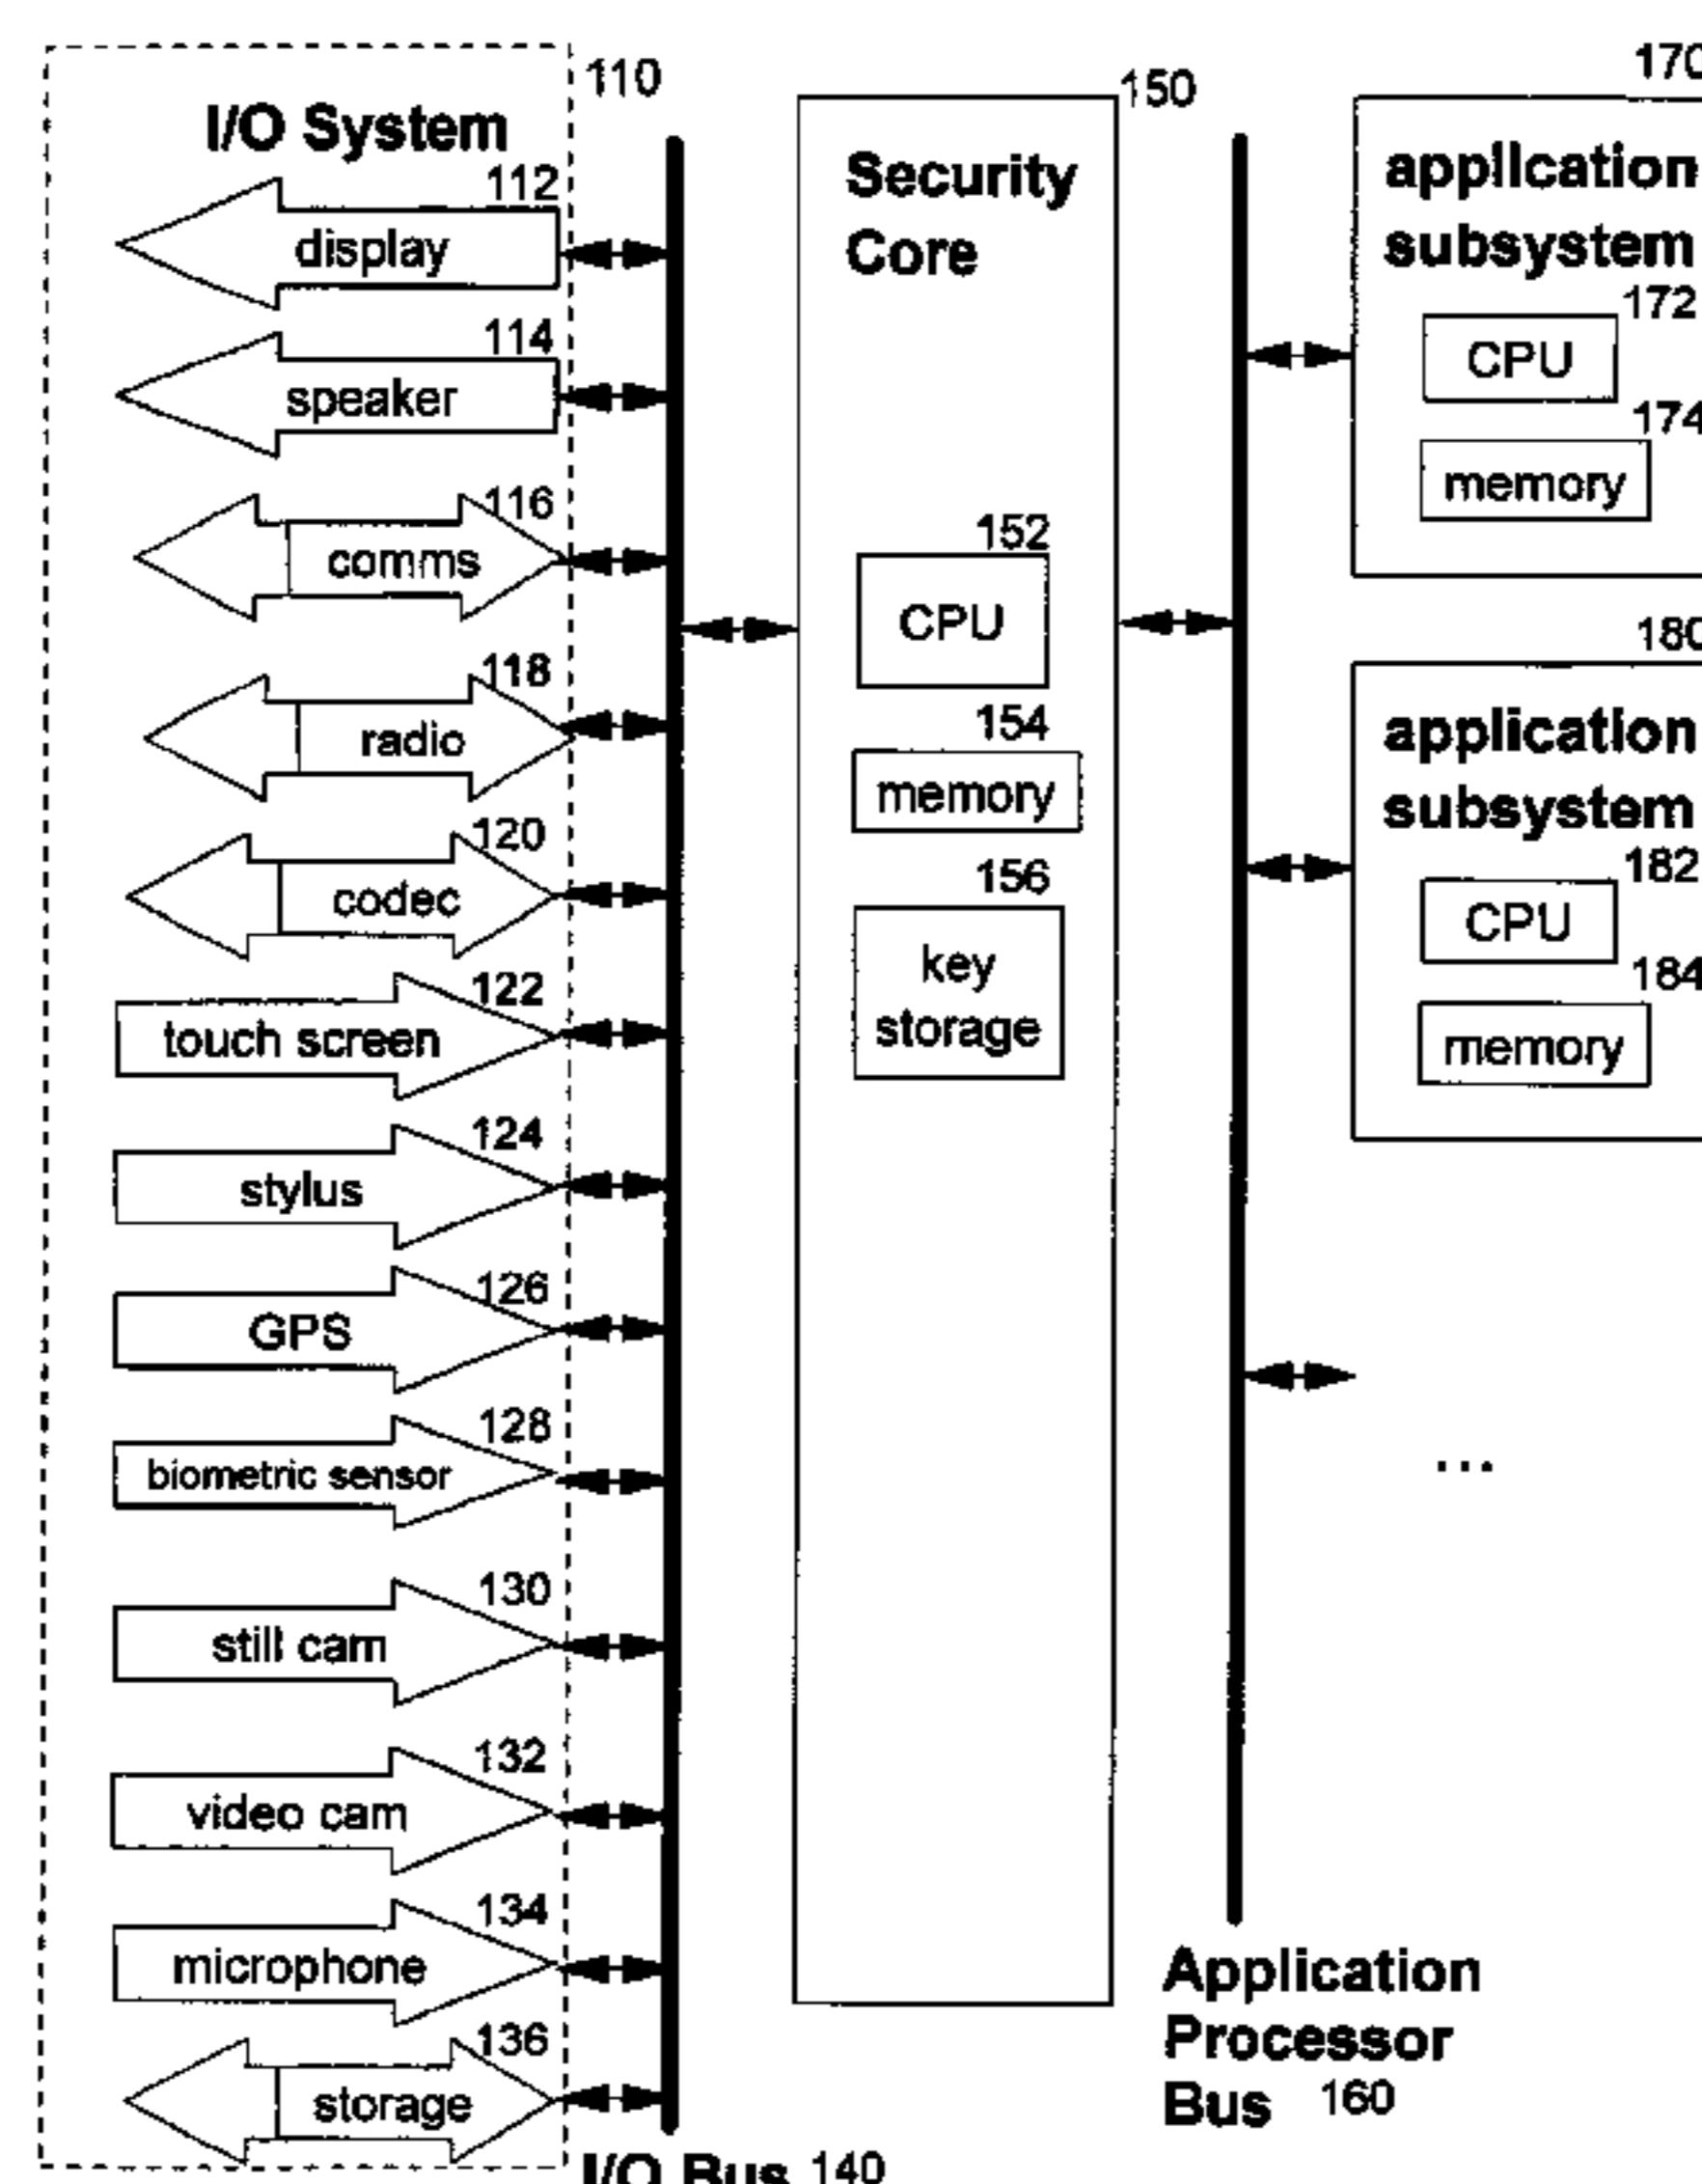 110
I/O System
112
display
114
speaker
116
comms
118
radio
120
codec
122
touch screen
124
stylus
126
GPS
128
biometric sensor
130
still cam
132
video cam
134
microphone
136
storage
I/O Bus 140
150
Security
Core
152
CPU
154
memory
156
key
storage
Application
Processor
Bus 160
170
application
subsystem
172
CPU
174
memory
180
application
subsystem
182
CPU
184
memory
...